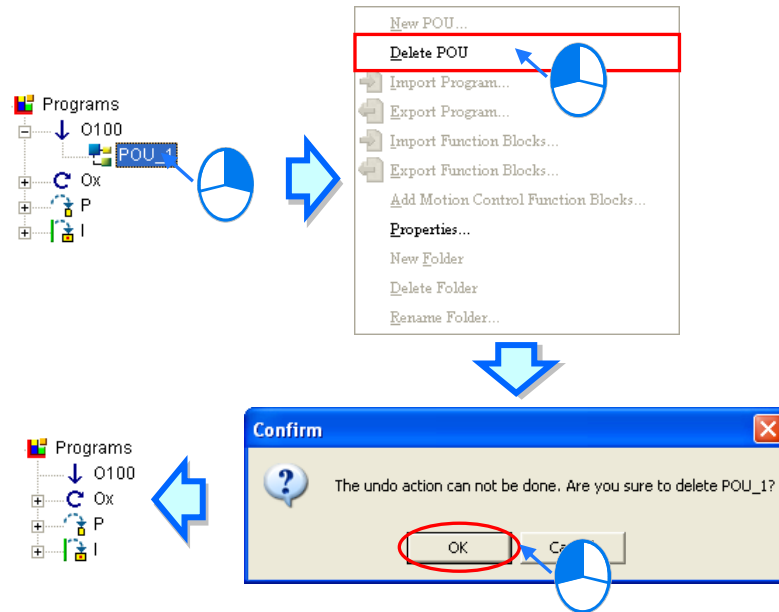 Programs
O100
POU_1
Ox
P
I
New POU...
Delete POU
Import Program...
Export Program...
Import Function Blocks...
Export Function Blocks...
Add Motion Control Function Blocks...
Properties...
New Folder
Delete Folder
Rename Folder...
Confirm
The undo action can not be done. Are you sure to delete POU_1?
OK
Programs
O100
Ox
P
I